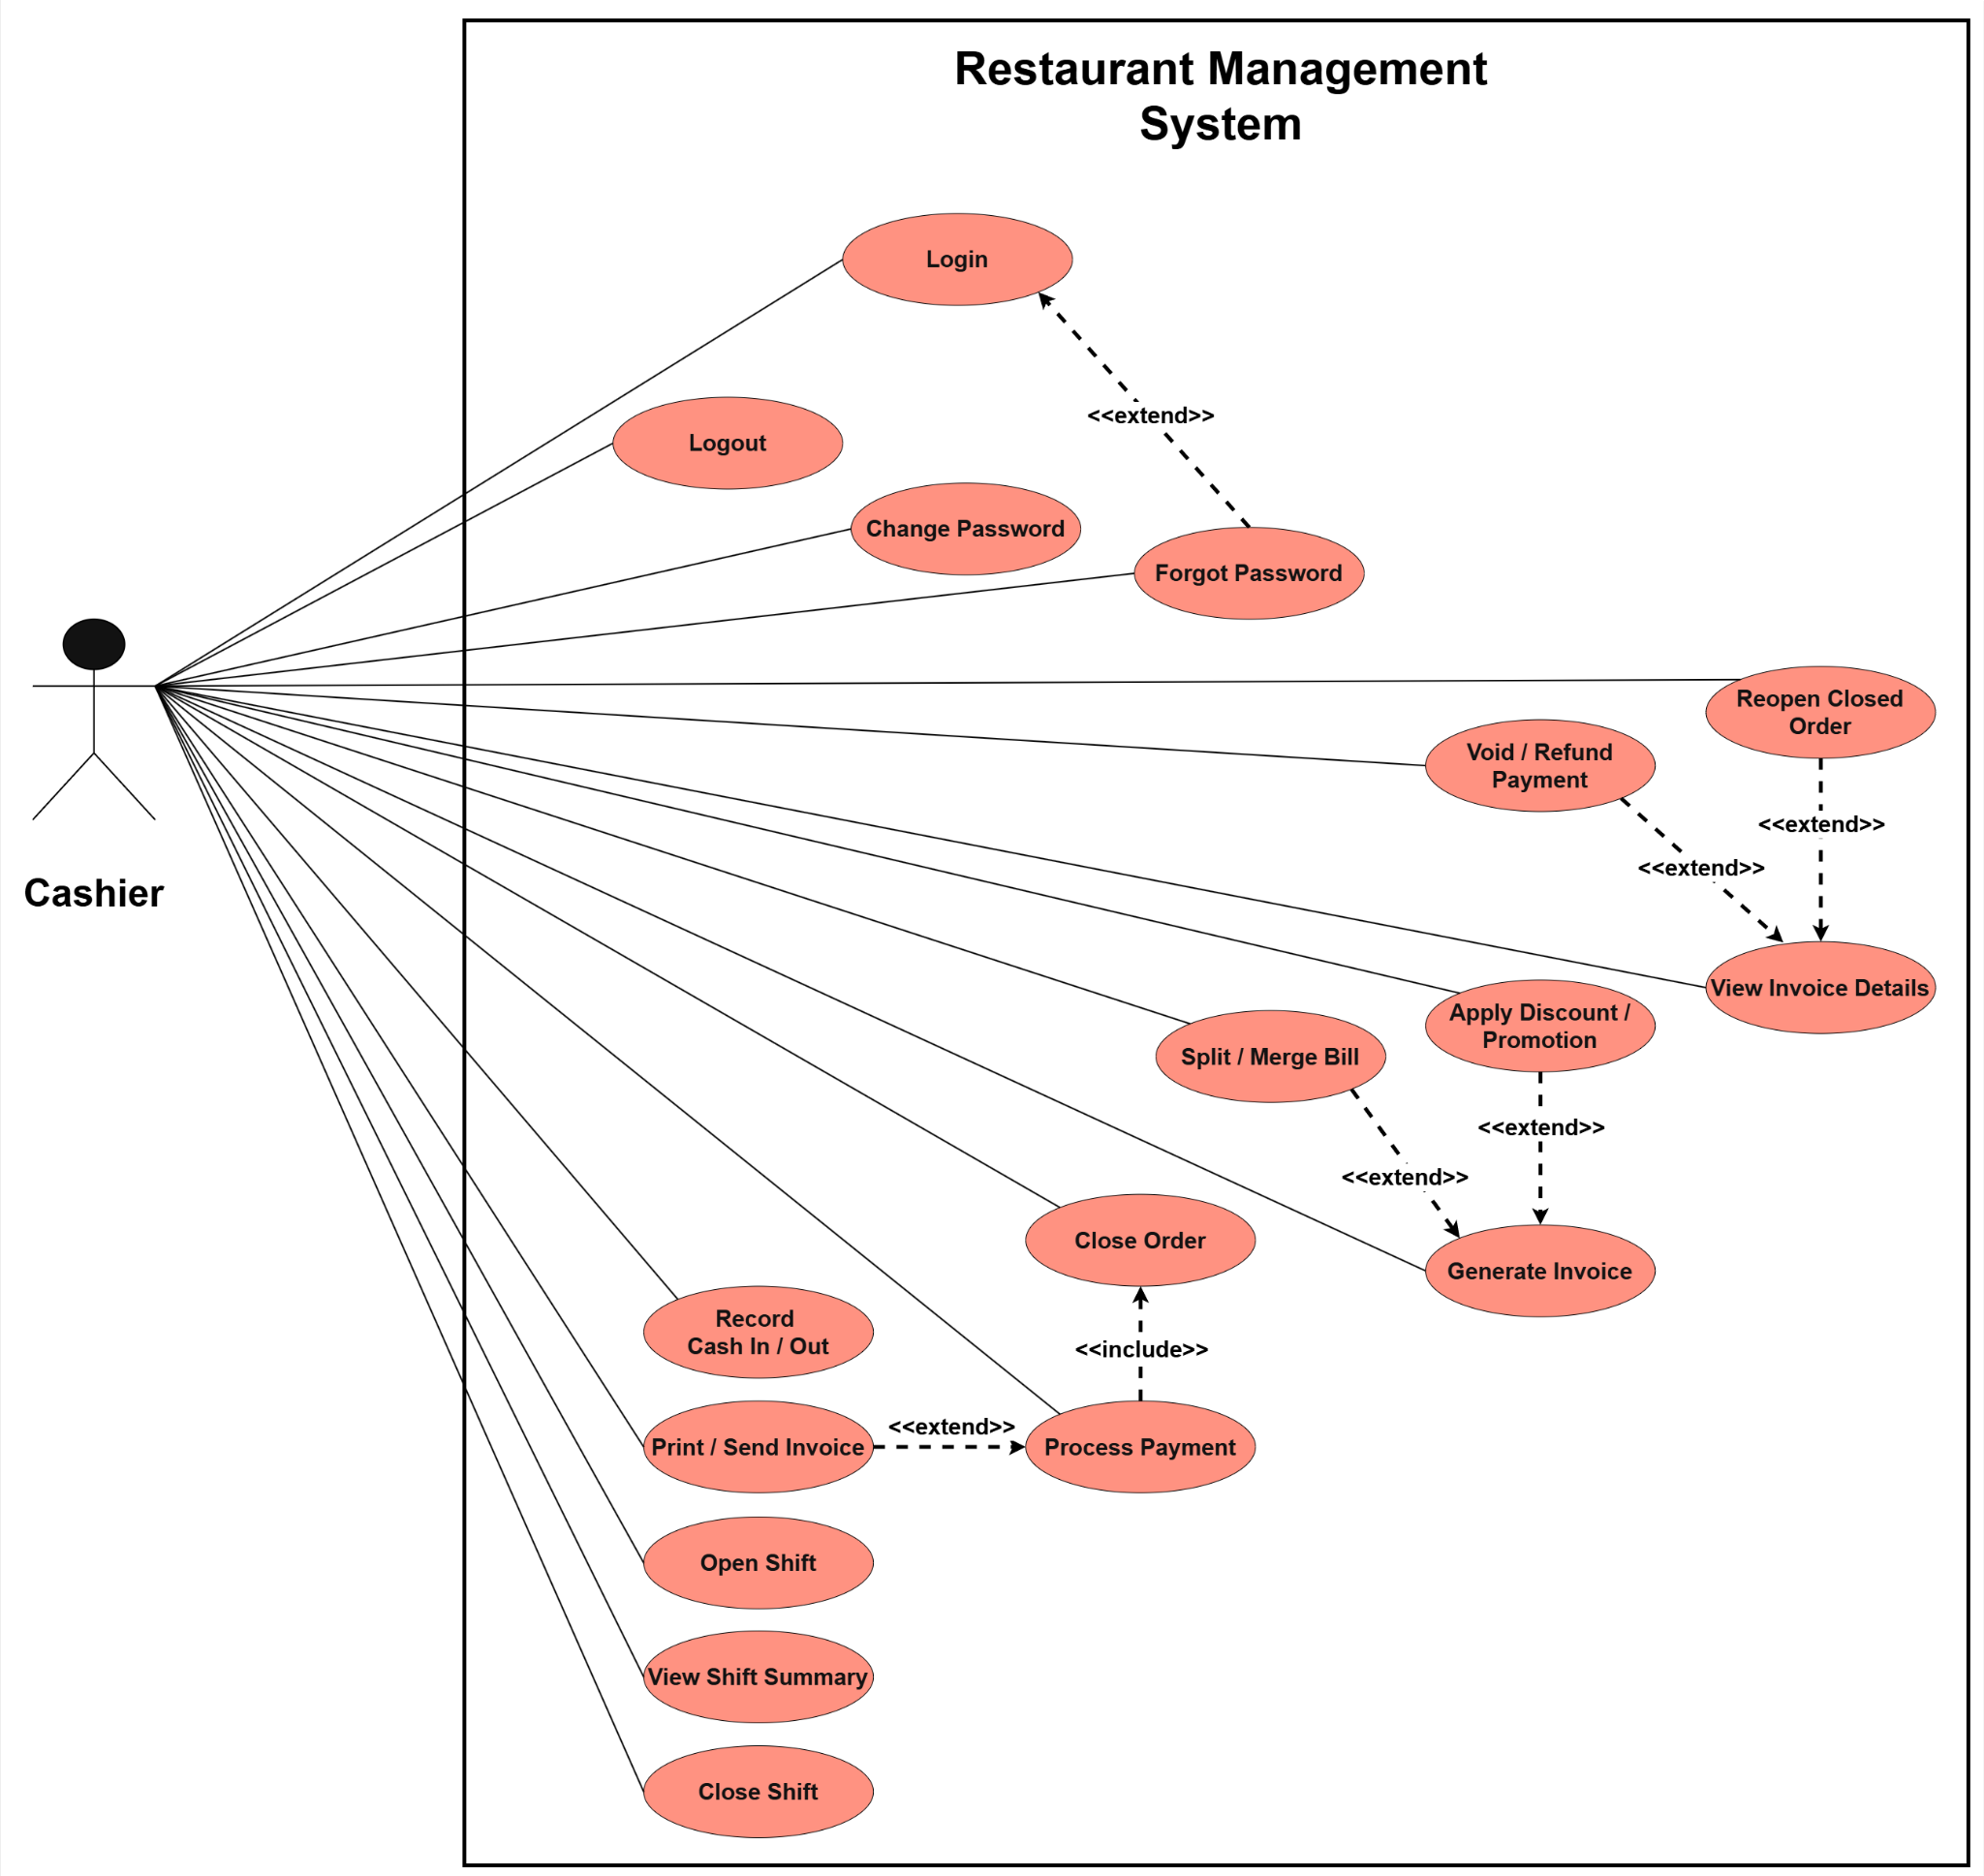 Restaurant Management
System
Login
<<extend>>
Logout
Change Password
Forgot Password
Reopen Closed
Order
Void / Refund
Payment
<<extend>>
<<extend>>
Cashier
View Invoice Details
Apply Discount /
Promotion
Split / Merge Bill
<<extend>>
<<extend>>
Close Order
Generate Invoice
Record
Cash In / Out
<<include>>
<<extend>>
Print / Send Invoice
Process Payment
Open Shift
View Shift Summary
Close Shift